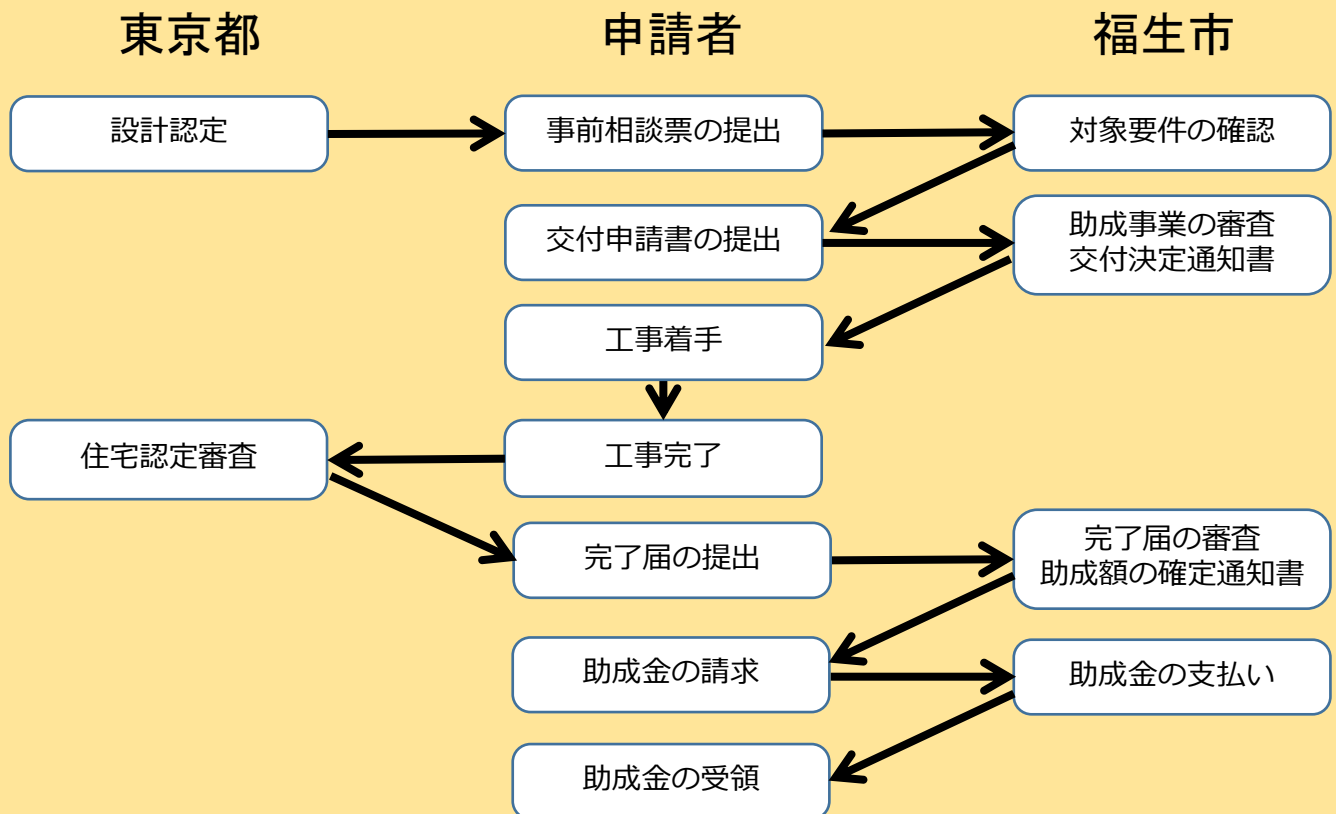 東京都
申請者
福生市
設計認定
事前相談票の提出
対象要件の確認
交付申請書の提出
助成事業の審査
交付決定通知書
工事着手
工事完了
住宅認定審査
完了届の提出
完了届の審査
助成額の確定通知書
助成金の請求
助成金の支払い
助成金の受領